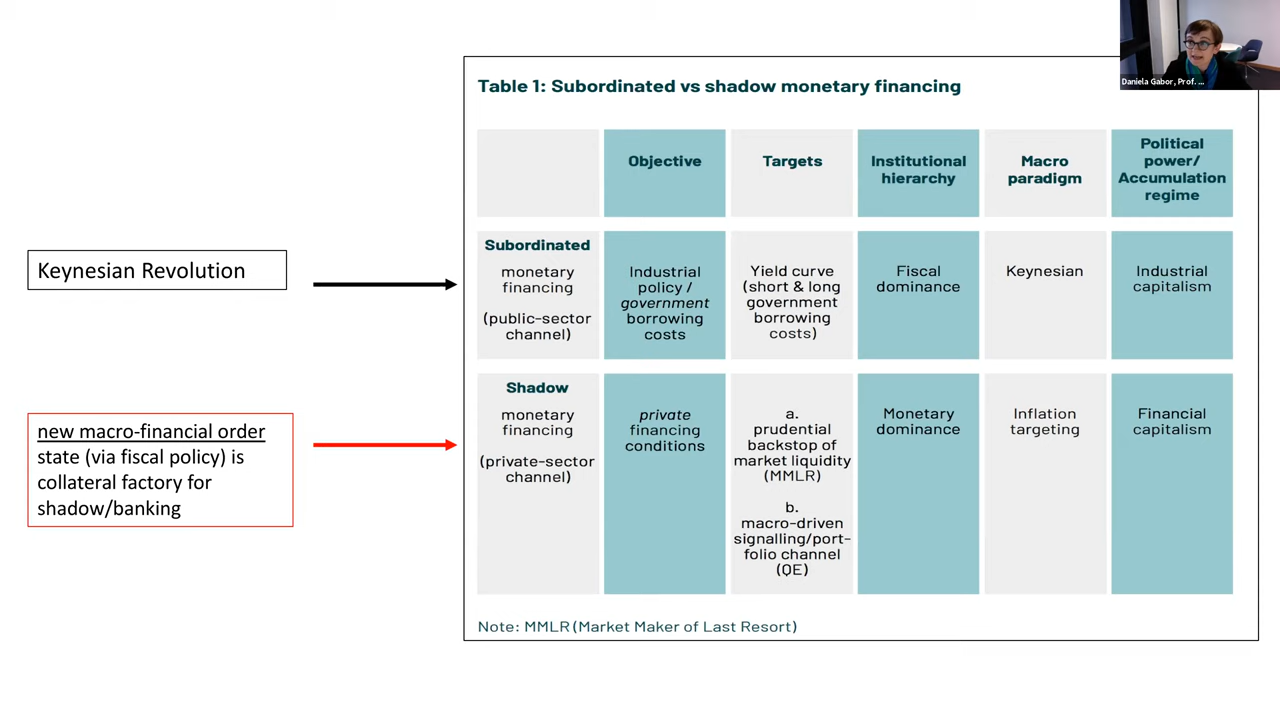 Daniela Gabor, Prof. ...
Table 1: Subordinated vs shadow monetary financing
Objective
Targets
Institutional
hierarchy
Macro
paradigm
Political
power/
Accumulation
regime
Keynesian Revolution
Subordinated
monetary
financing
(public-sector
channel)
Industrial
policy /
government
borrowing
costs
Yield curve
(short & long
government
borrowing
costs)
Fiscal
dominance
Keynesian
Industrial
capitalism
new macro-financial order
state (via fiscal policy) is
collateral factory for
shadow/banking
Shadow
monetary
financing
(private-sector
channel)
private
financing
conditions
a.
prudential
backstop of
market liquidity
(MMLR)
b.
macro-driven
signalling/port-
folio channel
(QE)
Monetary
dominance
Inflation
targeting
Financial
capitalism
Note: MMLR (Market Maker of Last Resort)